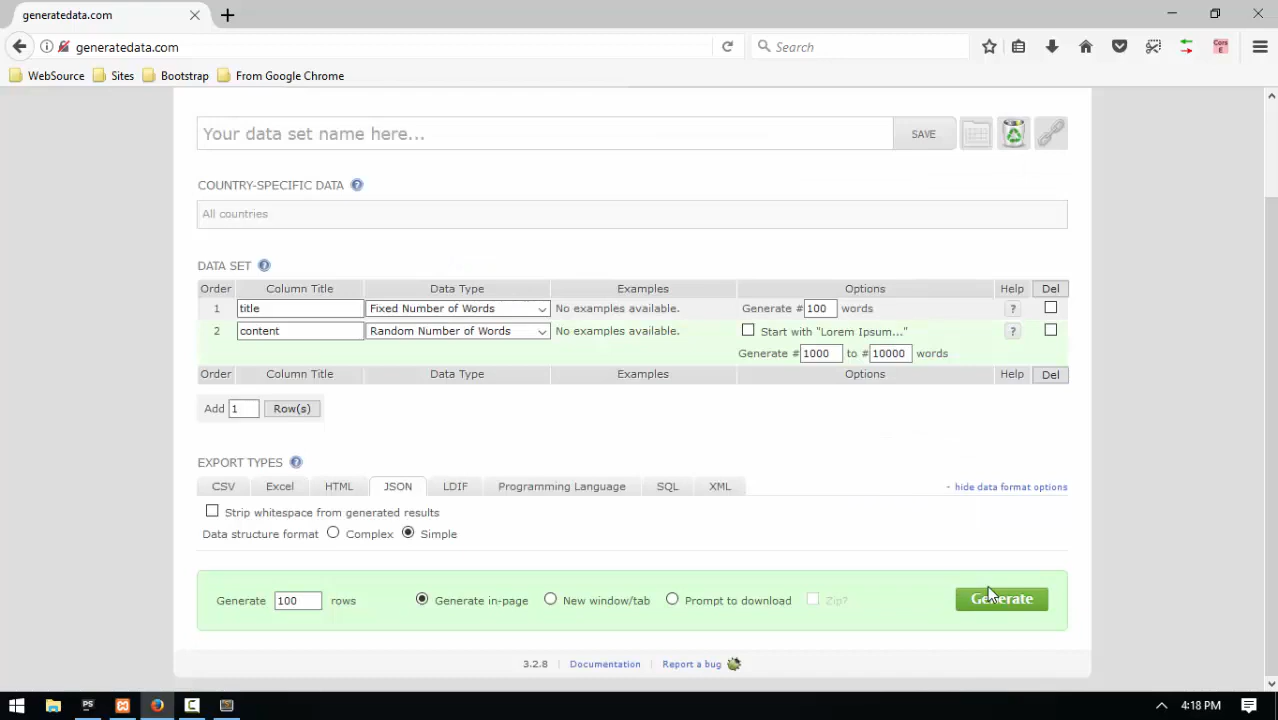 generatedata.com
generatedata.com
Search
WebSource Sites Bootstrap From Google Chrome
Your data set name here...
SAVE
COUNTRY-SPECIFIC DATA ?
All countries
DATA SET ?
Order Column Title Data Type Examples Options Help Del
1 title Fixed Number of Words No examples available. Generate # 100 words ?
2 content Random Number of Words No examples available. Start with "Lorem Ipsum..." ?
Generate # 1000 to # 10000 words
Order Column Title Data Type Examples Options Help Del
Add 1 Row(s)
EXPORT TYPES ?
CSV Excel HTML JSON LDIF Programming Language SQL XML - hide data format options
Strip whitespace from generated results
Data structure format Complex Simple
Generate 100 rows Generate in-page New window/tab Prompt to download Zip? Generate
3.2.8 Documentation Report a bug
PS 4:18 PM